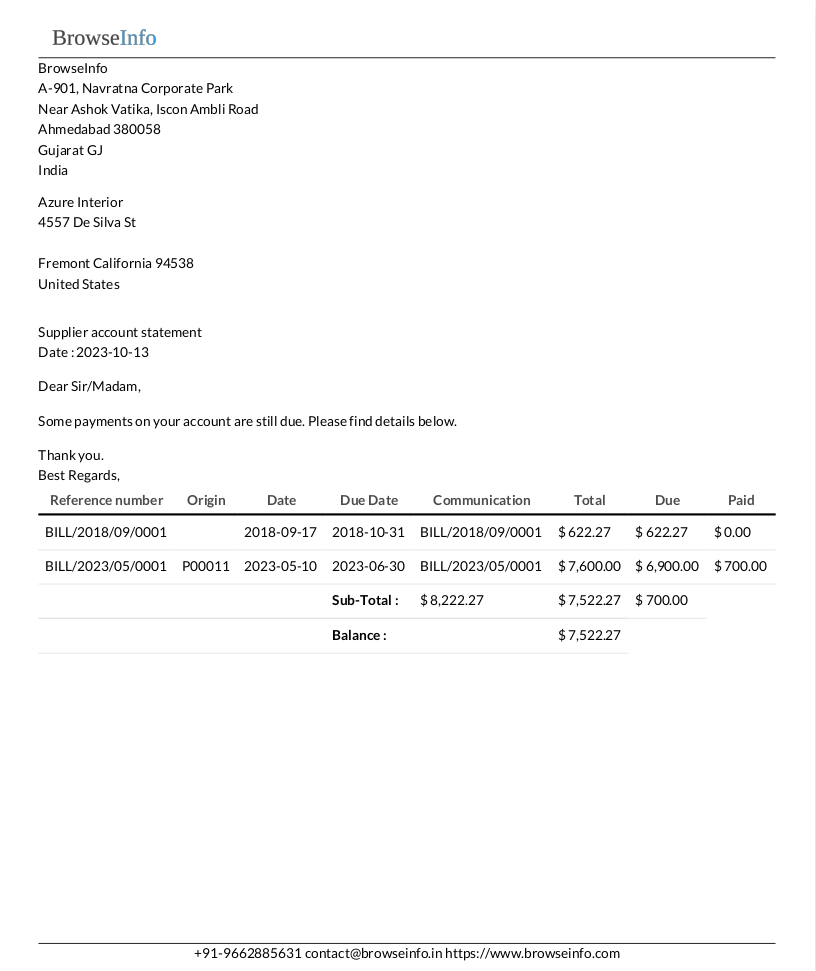 BrowseInfo
BrowseInfo
A-901, Navratna Corporate Park
Near Ashok Vatika, Iscon Ambli Road
Ahmedabad 380058
Gujarat GJ
India
Azure Interior
4557 De Silva St
Fremont California 94538
United States
Supplier account statement
Date : 2023-10-13
Dear Sir/Madam,
Some payments on your account are still due. Please find details below.
Thank you.
Best Regards,
Reference number Origin Date Due Date Communication Total Due Paid
BILL/2018/09/0001 2018-09-17 2018-10-31 BILL/2018/09/0001 $ 622.27 $ 622.27 $ 0.00
BILL/2023/05/0001 P00011 2023-05-10 2023-06-30 BILL/2023/05/0001 $ 7,600.00 $ 6,900.00 $ 700.00
Sub-Total : $ 8,222.27 $ 7,522.27 $ 700.00
Balance : $ 7,522.27
+91-9662885631 contact@browseinfo.in https://www.browseinfo.com